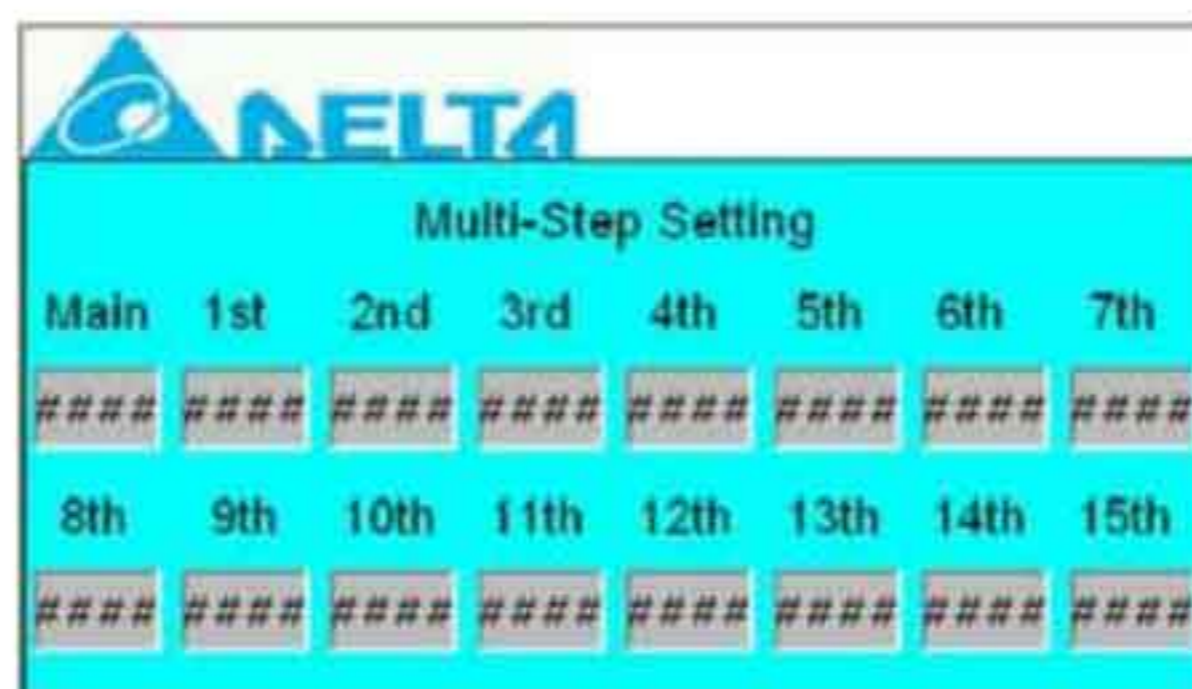 DELTA
Multi-Step Setting
Main 1st 2nd 3rd 4th 5th 6th 7th
#### #### #### #### #### #### #### ####
8th 9th 10th 11th 12th 13th 14th 15th
#### #### #### #### #### #### #### ####